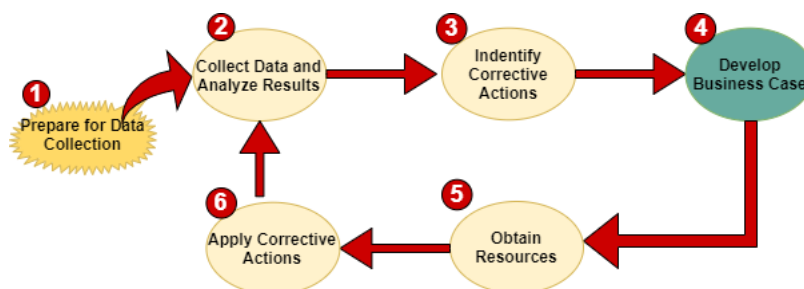 1
Prepare for Data
Collection
2
Collect Data and
Analyze Results
3
Indentify
Corrective
Actions
4
Develop
Business Case
5
Obtain
Resources
6
Apply Corrective
Actions